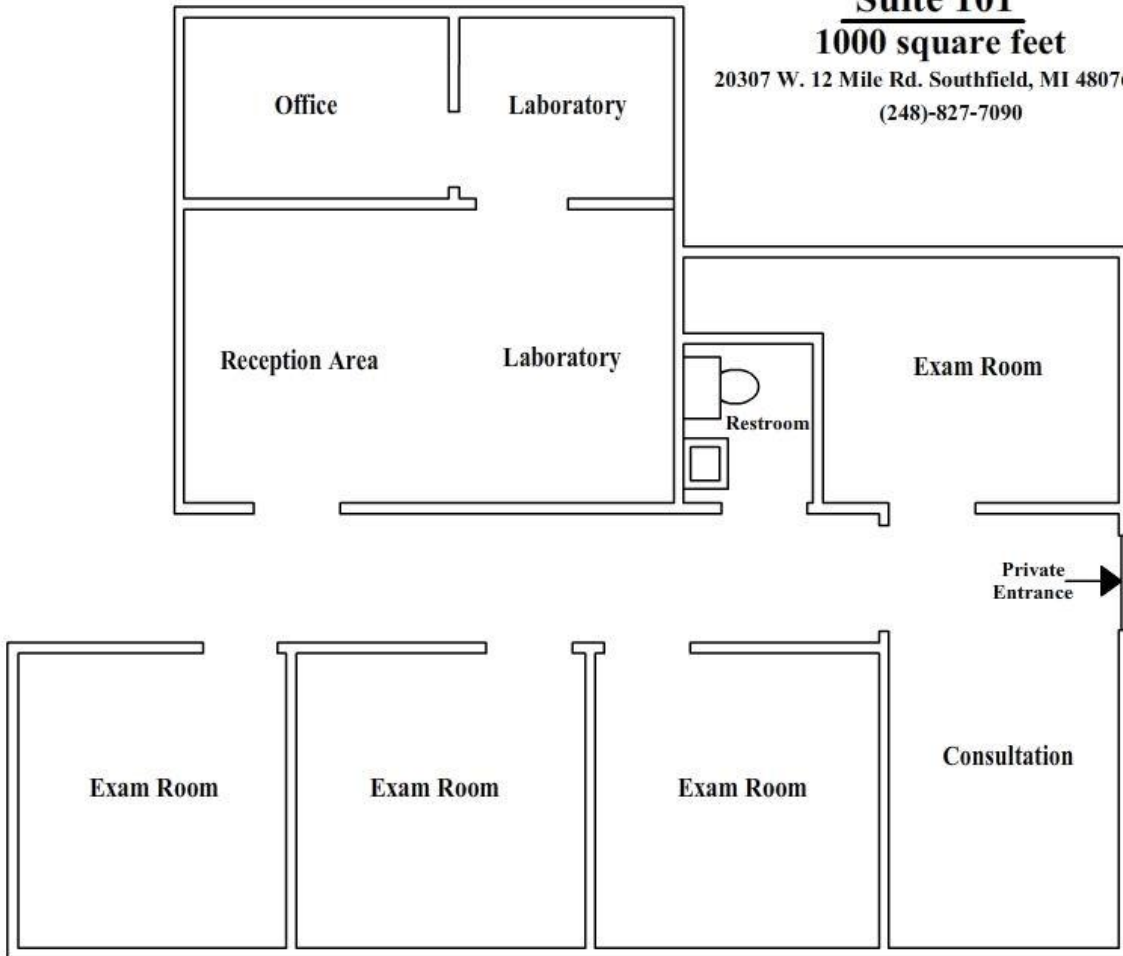 Suite 101
1000 square feet
20307 W. 12 Mile Rd. Southfield, MI 48076
(248)-827-7090
Office
Laboratory
Reception Area
Laboratory
Exam Room
Restroom
Private
Entrance
Consultation
Exam Room
Exam Room
Exam Room